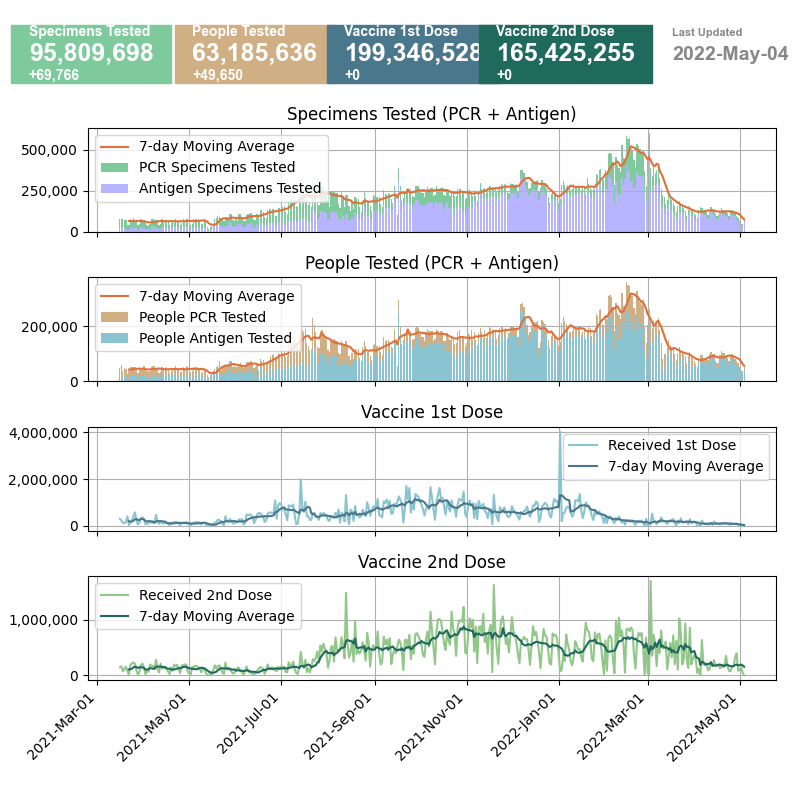 Specimens Tested
95,809,698
+69,766
People Tested
63,185,636
+49,650
Vaccine 1st Dose
199,346,528
+0
Vaccine 2nd Dose
165,425,255
+0
Last Updated
2022-May-04
Specimens Tested (PCR + Antigen)
500,000
250,000
0
7-day Moving Average
PCR Specimens Tested
Antigen Specimens Tested
People Tested (PCR + Antigen)
200,000
0
7-day Moving Average
People PCR Tested
People Antigen Tested
Vaccine 1st Dose
4,000,000
2,000,000
0
Received 1st Dose
7-day Moving Average
Vaccine 2nd Dose
1,000,000
0
Received 2nd Dose
7-day Moving Average
2021-Mar-01
2021-May-01
2021-Jul-01
2021-Sep-01
2021-Nov-01
2022-Jan-01
2022-Mar-01
2022-May-01